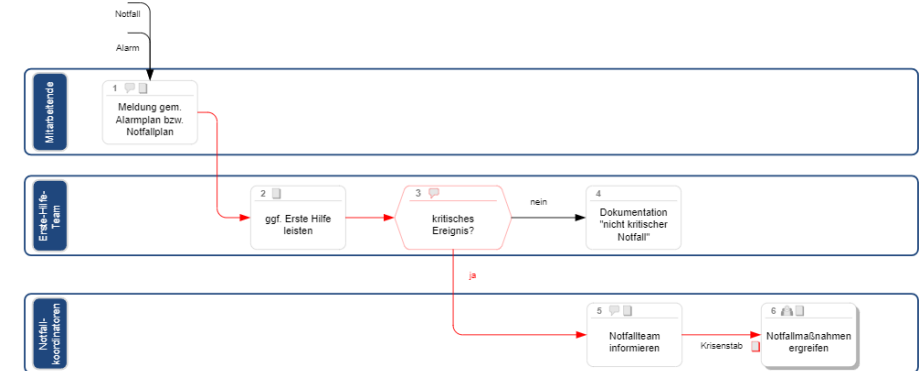 Notfall
Alarm
Mitarbeitende
1
Meldung gem.
Alarmplan bzw.
Notfallplan
Erste-Hilfe-
Team
2
ggf. Erste Hilfe
leisten
3
kritisches
Ereignis?
nein
4
Dokumentation
"nicht kritischer
Notfall"
ja
Notfall-
koordinatoren
5
Notfallteam
informieren
Krisenstab
6
Notfallmaßnahmen
ergreifen